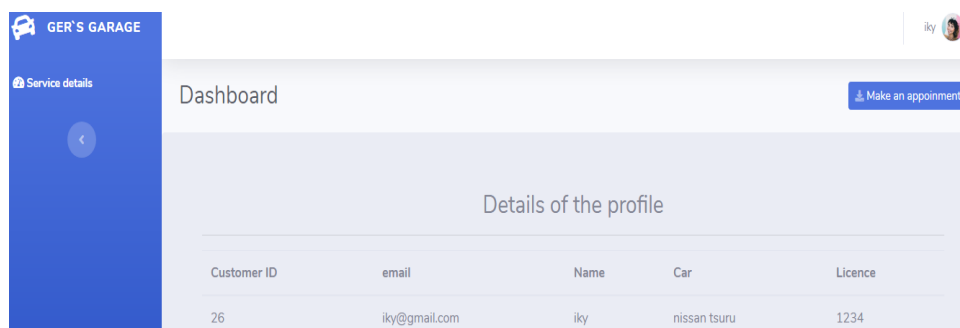 GER`S GARAGE
iky
Service details
Dashboard
Make an appoinment
Details of the profile
Customer ID email Name Car Licence
26 iky@gmail.com iky nissan tsuru 1234